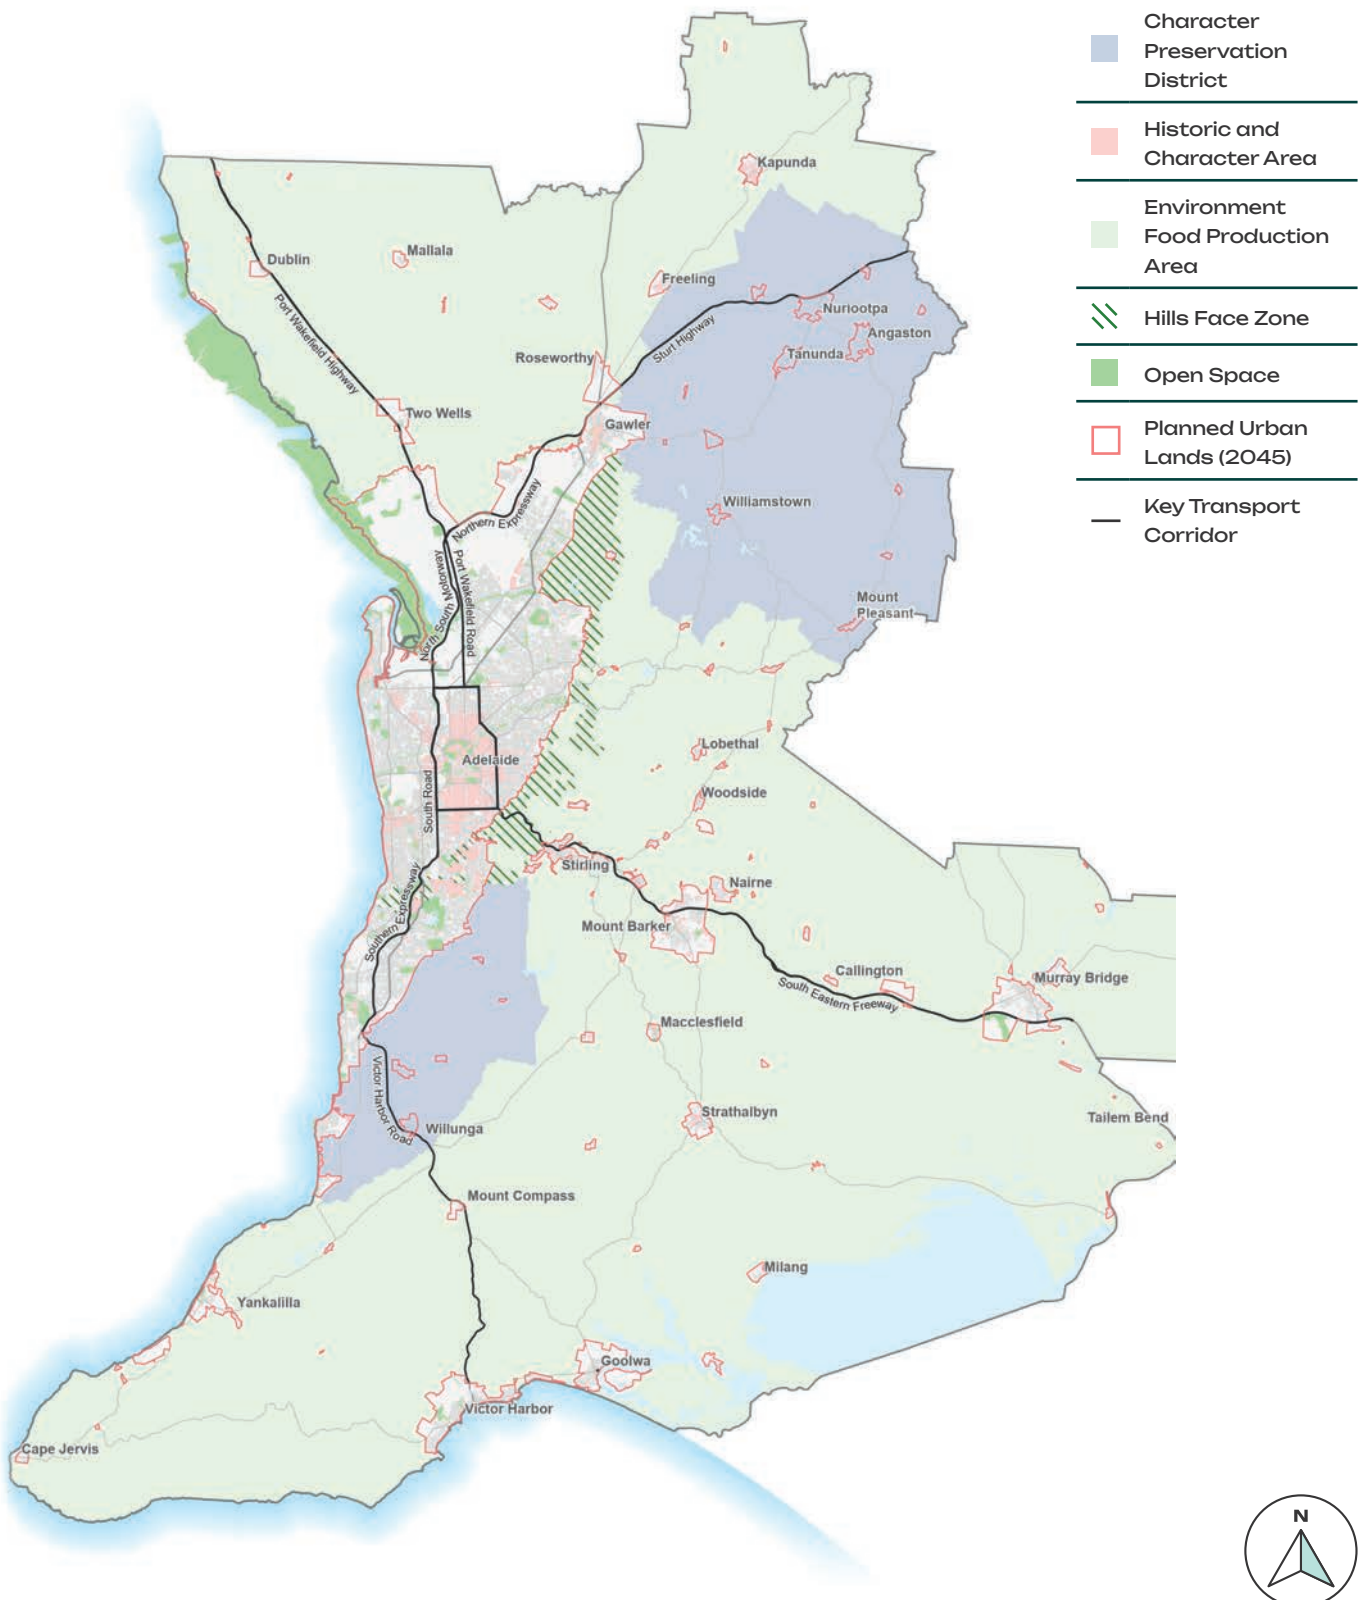 Character
Preservation
District
Historic and
Character Area
Environment
Food Production
Area
Hills Face Zone
Open Space
Planned Urban
Lands (2045)
Key Transport
Corridor
Kapunda
Dublin
Mallala
Freeling
Port Wakefield Highway
Nuriootpa
Sturt Highway
Angaston
Roseworthy
Tanunda
Two Wells
Gawler
Williamstown
Northern Expressway
North South Motorway
Port Wakefield Road
Mount
Pleasant
Lobethal
Adelaide
South Road
Woodside
Stirling
Nairne
Southern Expressway
Mount Barker
Callington
Murray Bridge
South Eastern Freeway
Macclesfield
Victor Harbor Road
Strathalbyn
Tailem Bend
Willunga
Mount Compass
Milang
Yankalilla
Goolwa
Victor Harbor
Cape Jervis
N